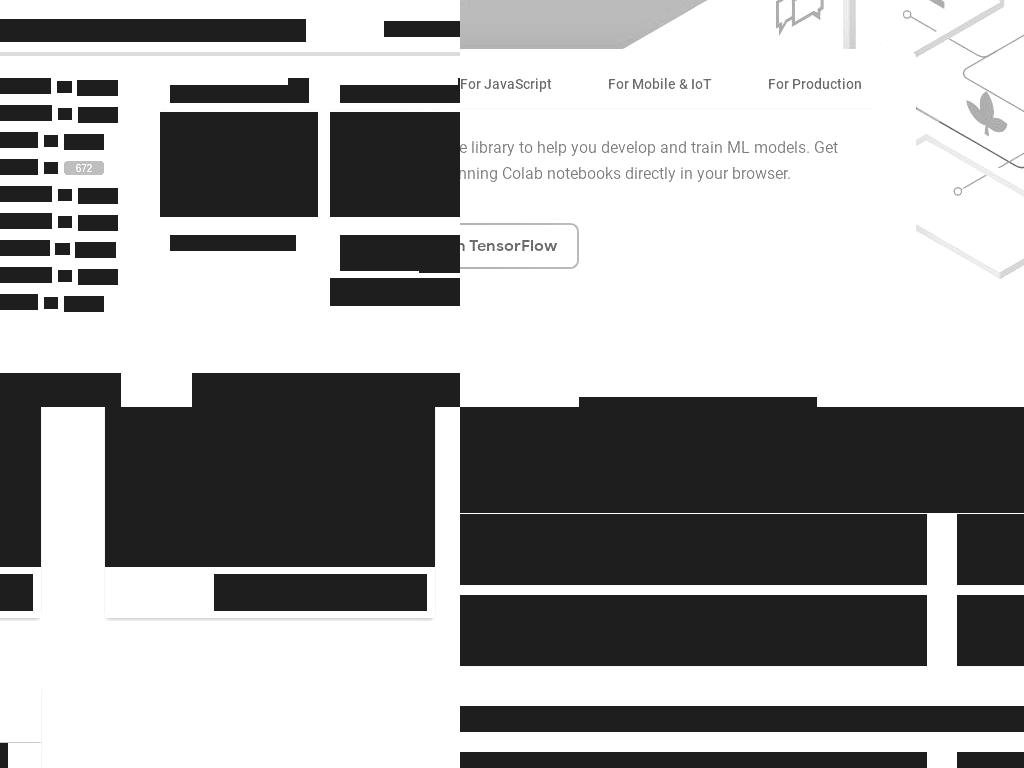 672
For JavaScript For Mobile & IoT For Production
library to help you develop and train ML models. Get
Colab notebooks directly in your browser.
TensorFlow